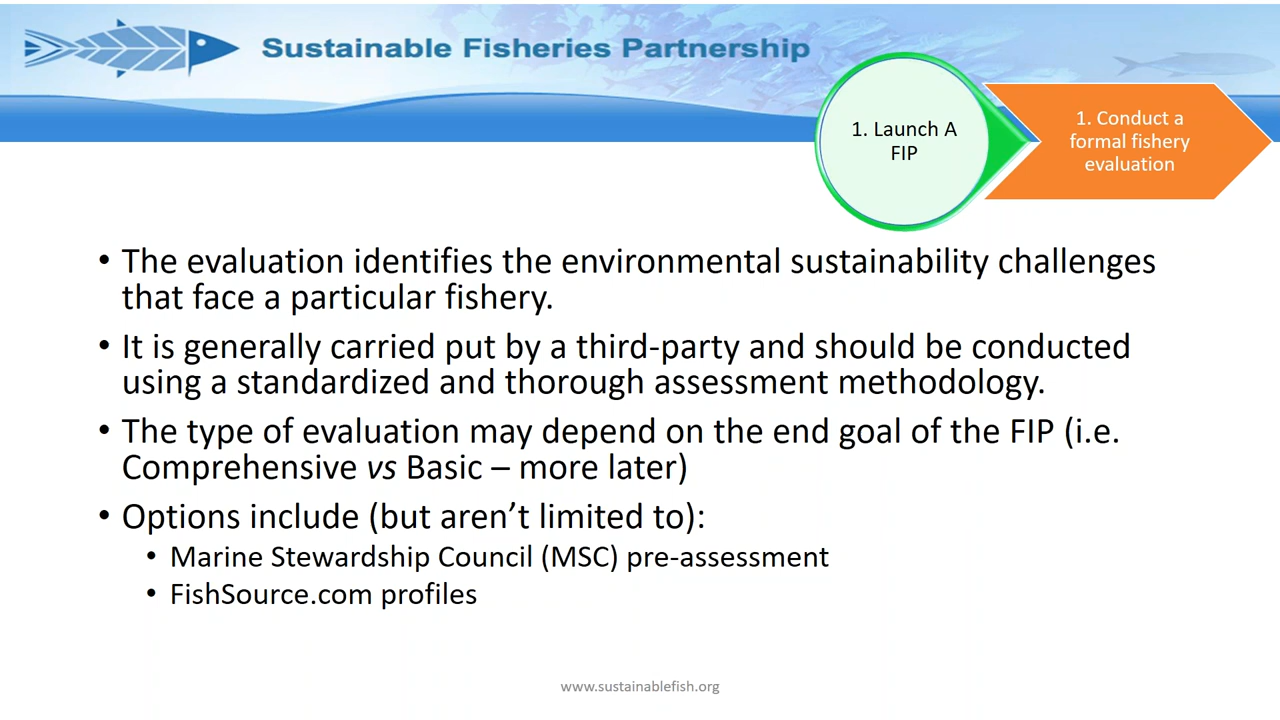 Sustainable Fisheries Partnership
1. Launch A
FIP
1. Conduct a
formal fishery
evaluation
• The evaluation identifies the environmental sustainability challenges
that face a particular fishery.
• It is generally carried put by a third-party and should be conducted
using a standardized and thorough assessment methodology.
• The type of evaluation may depend on the end goal of the FIP (i.e.
Comprehensive vs Basic – more later)
• Options include (but aren’t limited to):
• Marine Stewardship Council (MSC) pre-assessment
• FishSource.com profiles
www.sustainablefish.org